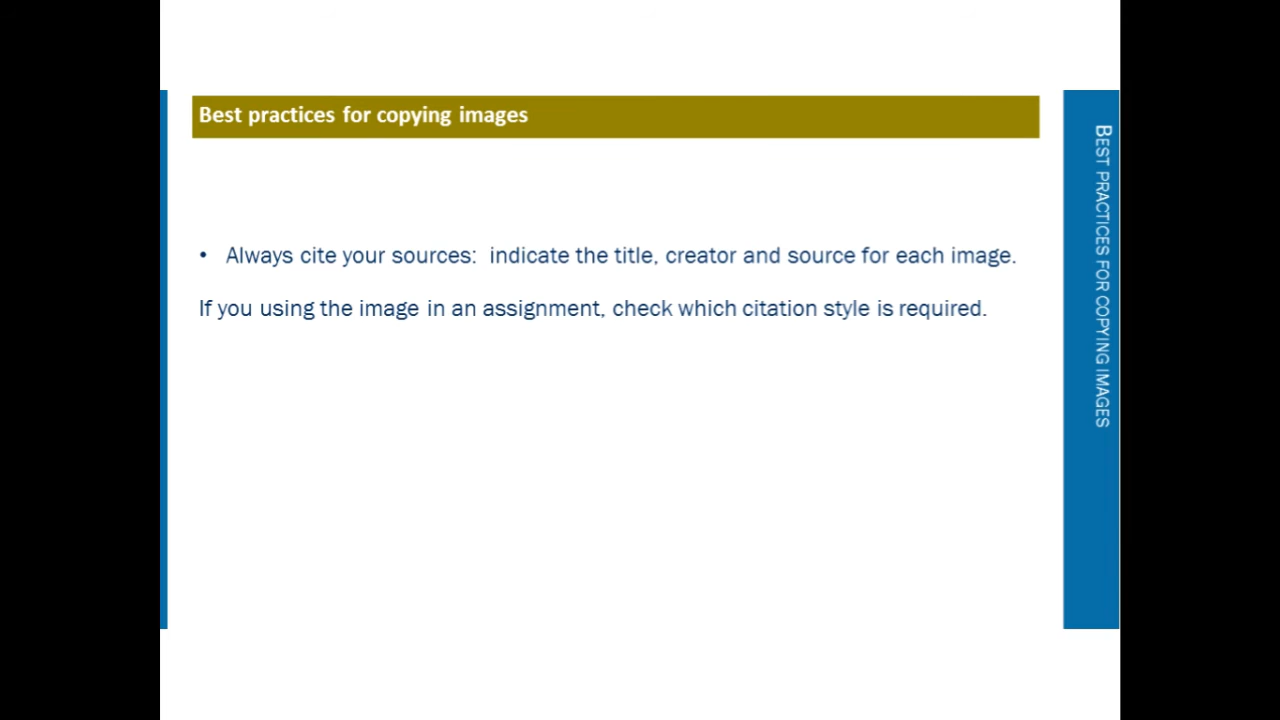 Best practices for copying images
• Always cite your sources:  indicate the title, creator and source for each image.
If you using the image in an assignment, check which citation style is required.
BEST PRACTICES FOR COPYING IMAGES